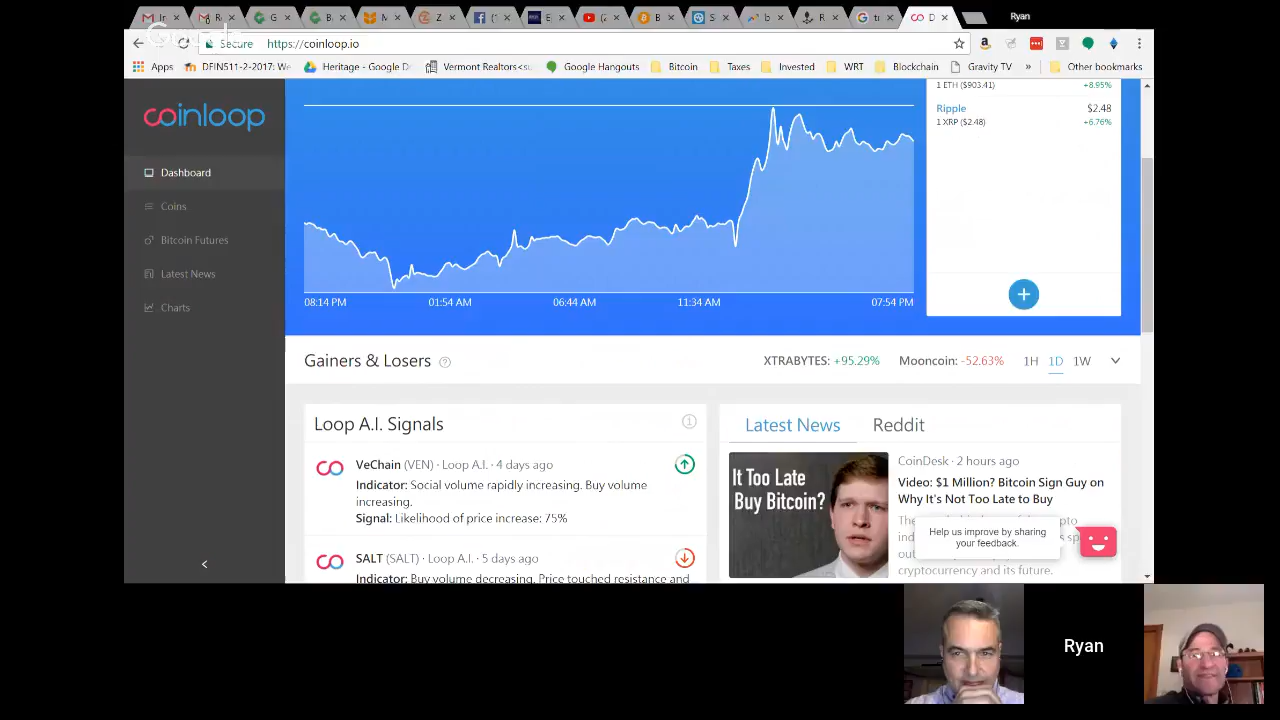 Ryan
Secure https://coinloop.io
Apps DFIN511-2-2017: We Heritage - Google D Vermont Realtors<su Google Hangouts Bitcoin Taxes Invested WRT Blockchain Gravity TV » Other bookmarks
coinloop
Dashboard
Coins
Bitcoin Futures
Latest News
Charts
1 ETH ($903.41) +8.95%
Ripple $2.48
1 XRP ($2.48) +6.76%
08:14 PM 01:54 AM 06:44 AM 11:34 AM 07:54 PM
Gainers & Losers XTRABYTES: +95.29% Mooncoin: -52.63% 1H 1D 1W
Loop A.I. Signals
VeChain (VEN) · Loop A.I. · 4 days ago
Indicator: Social volume rapidly increasing. Buy volume
increasing.
Signal: Likelihood of price increase: 75%
SALT (SALT) · Loop A.I. · 5 days ago
Indicator: Buy volume decreasing. Price touched resistance and
Latest News Reddit
It Too Late
Buy Bitcoin?
CoinDesk · 2 hours ago
Video: $1 Million? Bitcoin Sign Guy on
Why It's Not Too Late to Buy
cryptocurrency and its future.
Help us improve by sharing
your feedback.
Ryan